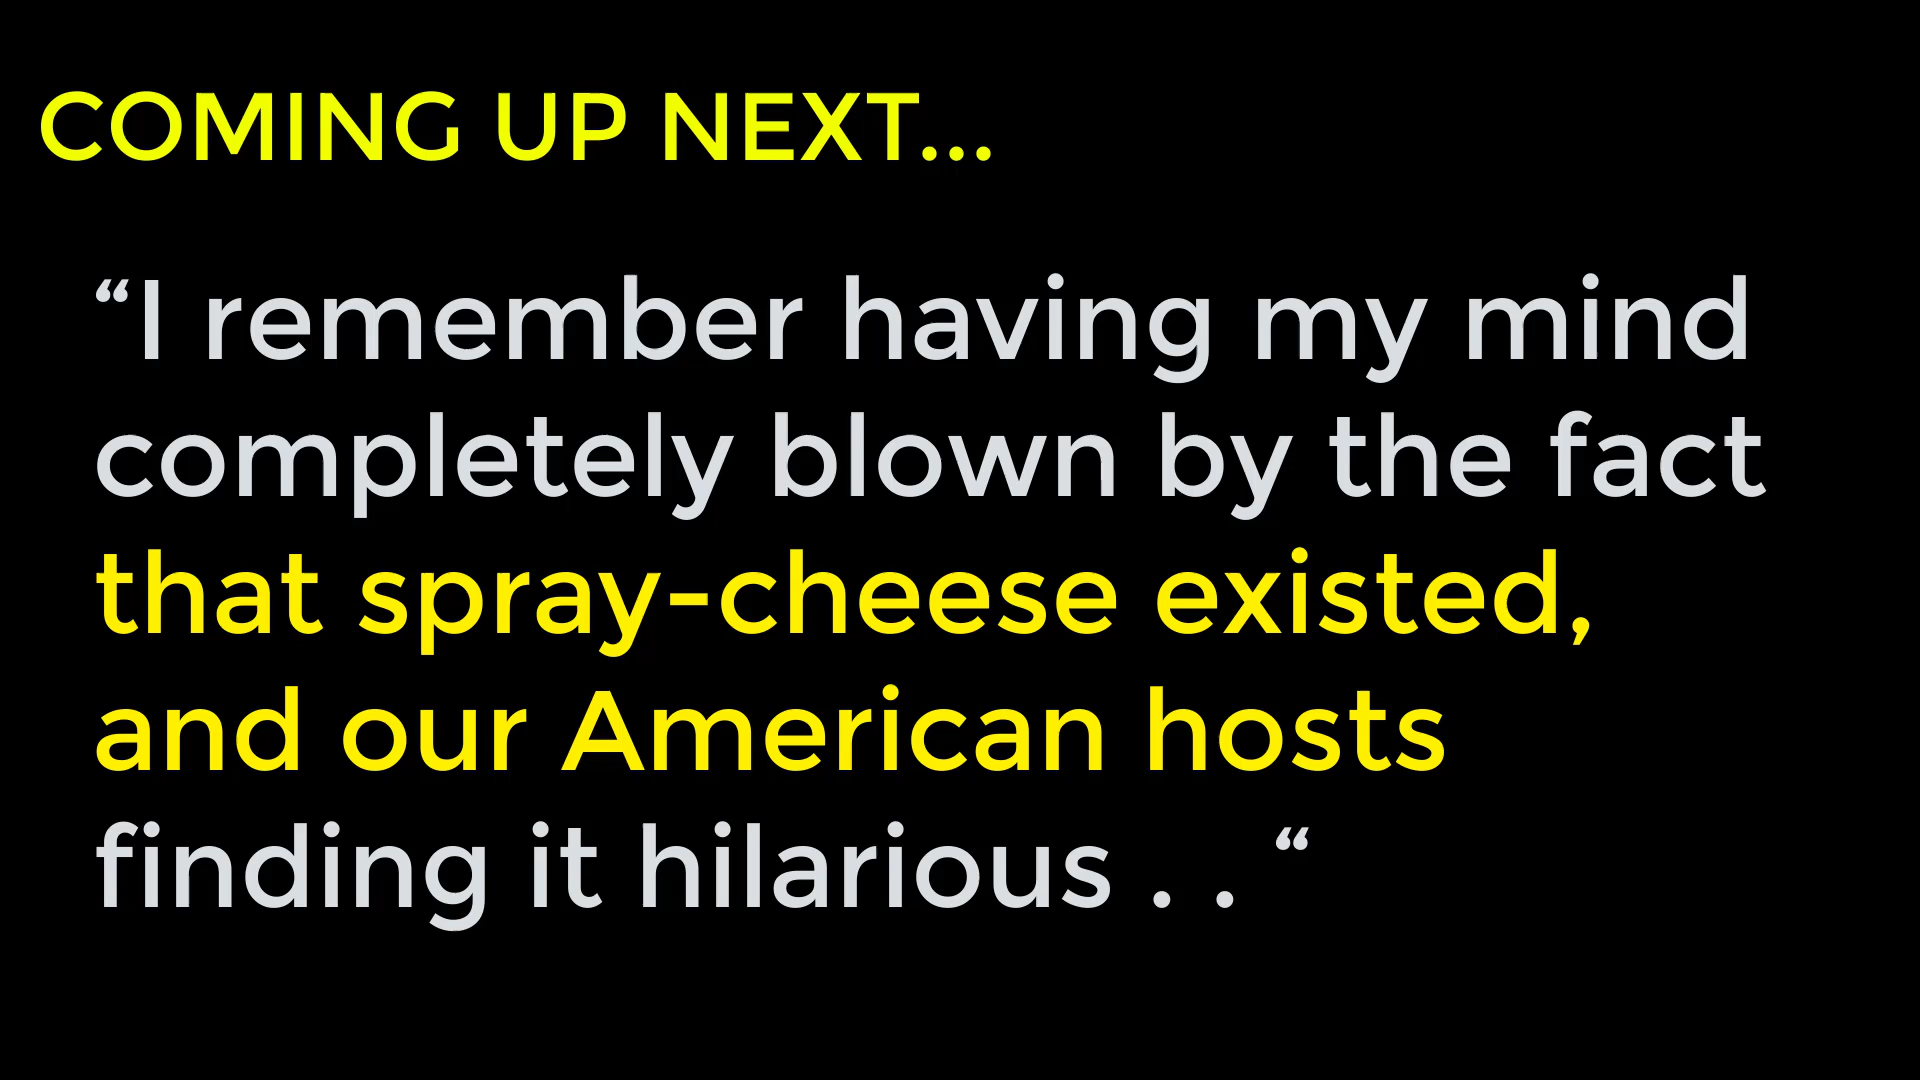 COMING UP NEXT...
“I remember having my mind
completely blown by the fact
that spray-cheese existed,
and our American hosts
finding it hilarious . . “